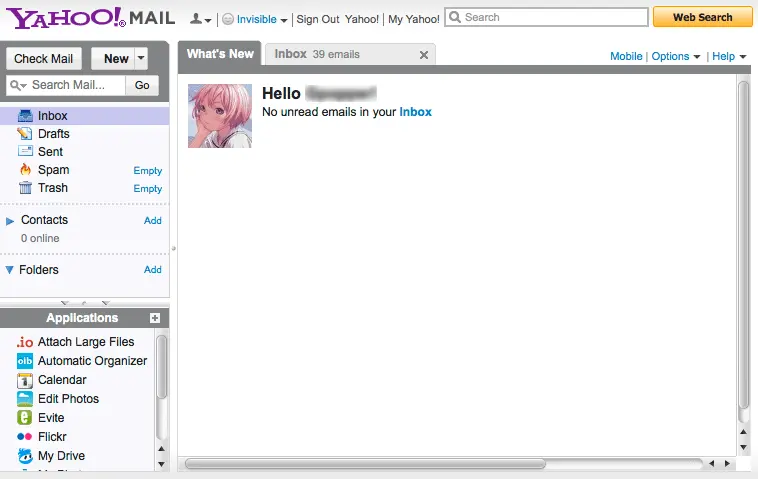 YAHOO!® MAIL
Invisible
Sign Out
Yahoo!
My Yahoo!
Search
Web Search
Check Mail
New
Search Mail...
Go
What's New
Inbox 39 emails
Mobile | Options | Help
Inbox
Drafts
Sent
Spam Empty
Trash Empty
Contacts Add
0 online
Folders Add
Hello
No unread emails in your Inbox
Applications
.io Attach Large Files
oib Automatic Organizer
Calendar
Edit Photos
e Evite
Flickr
My Drive